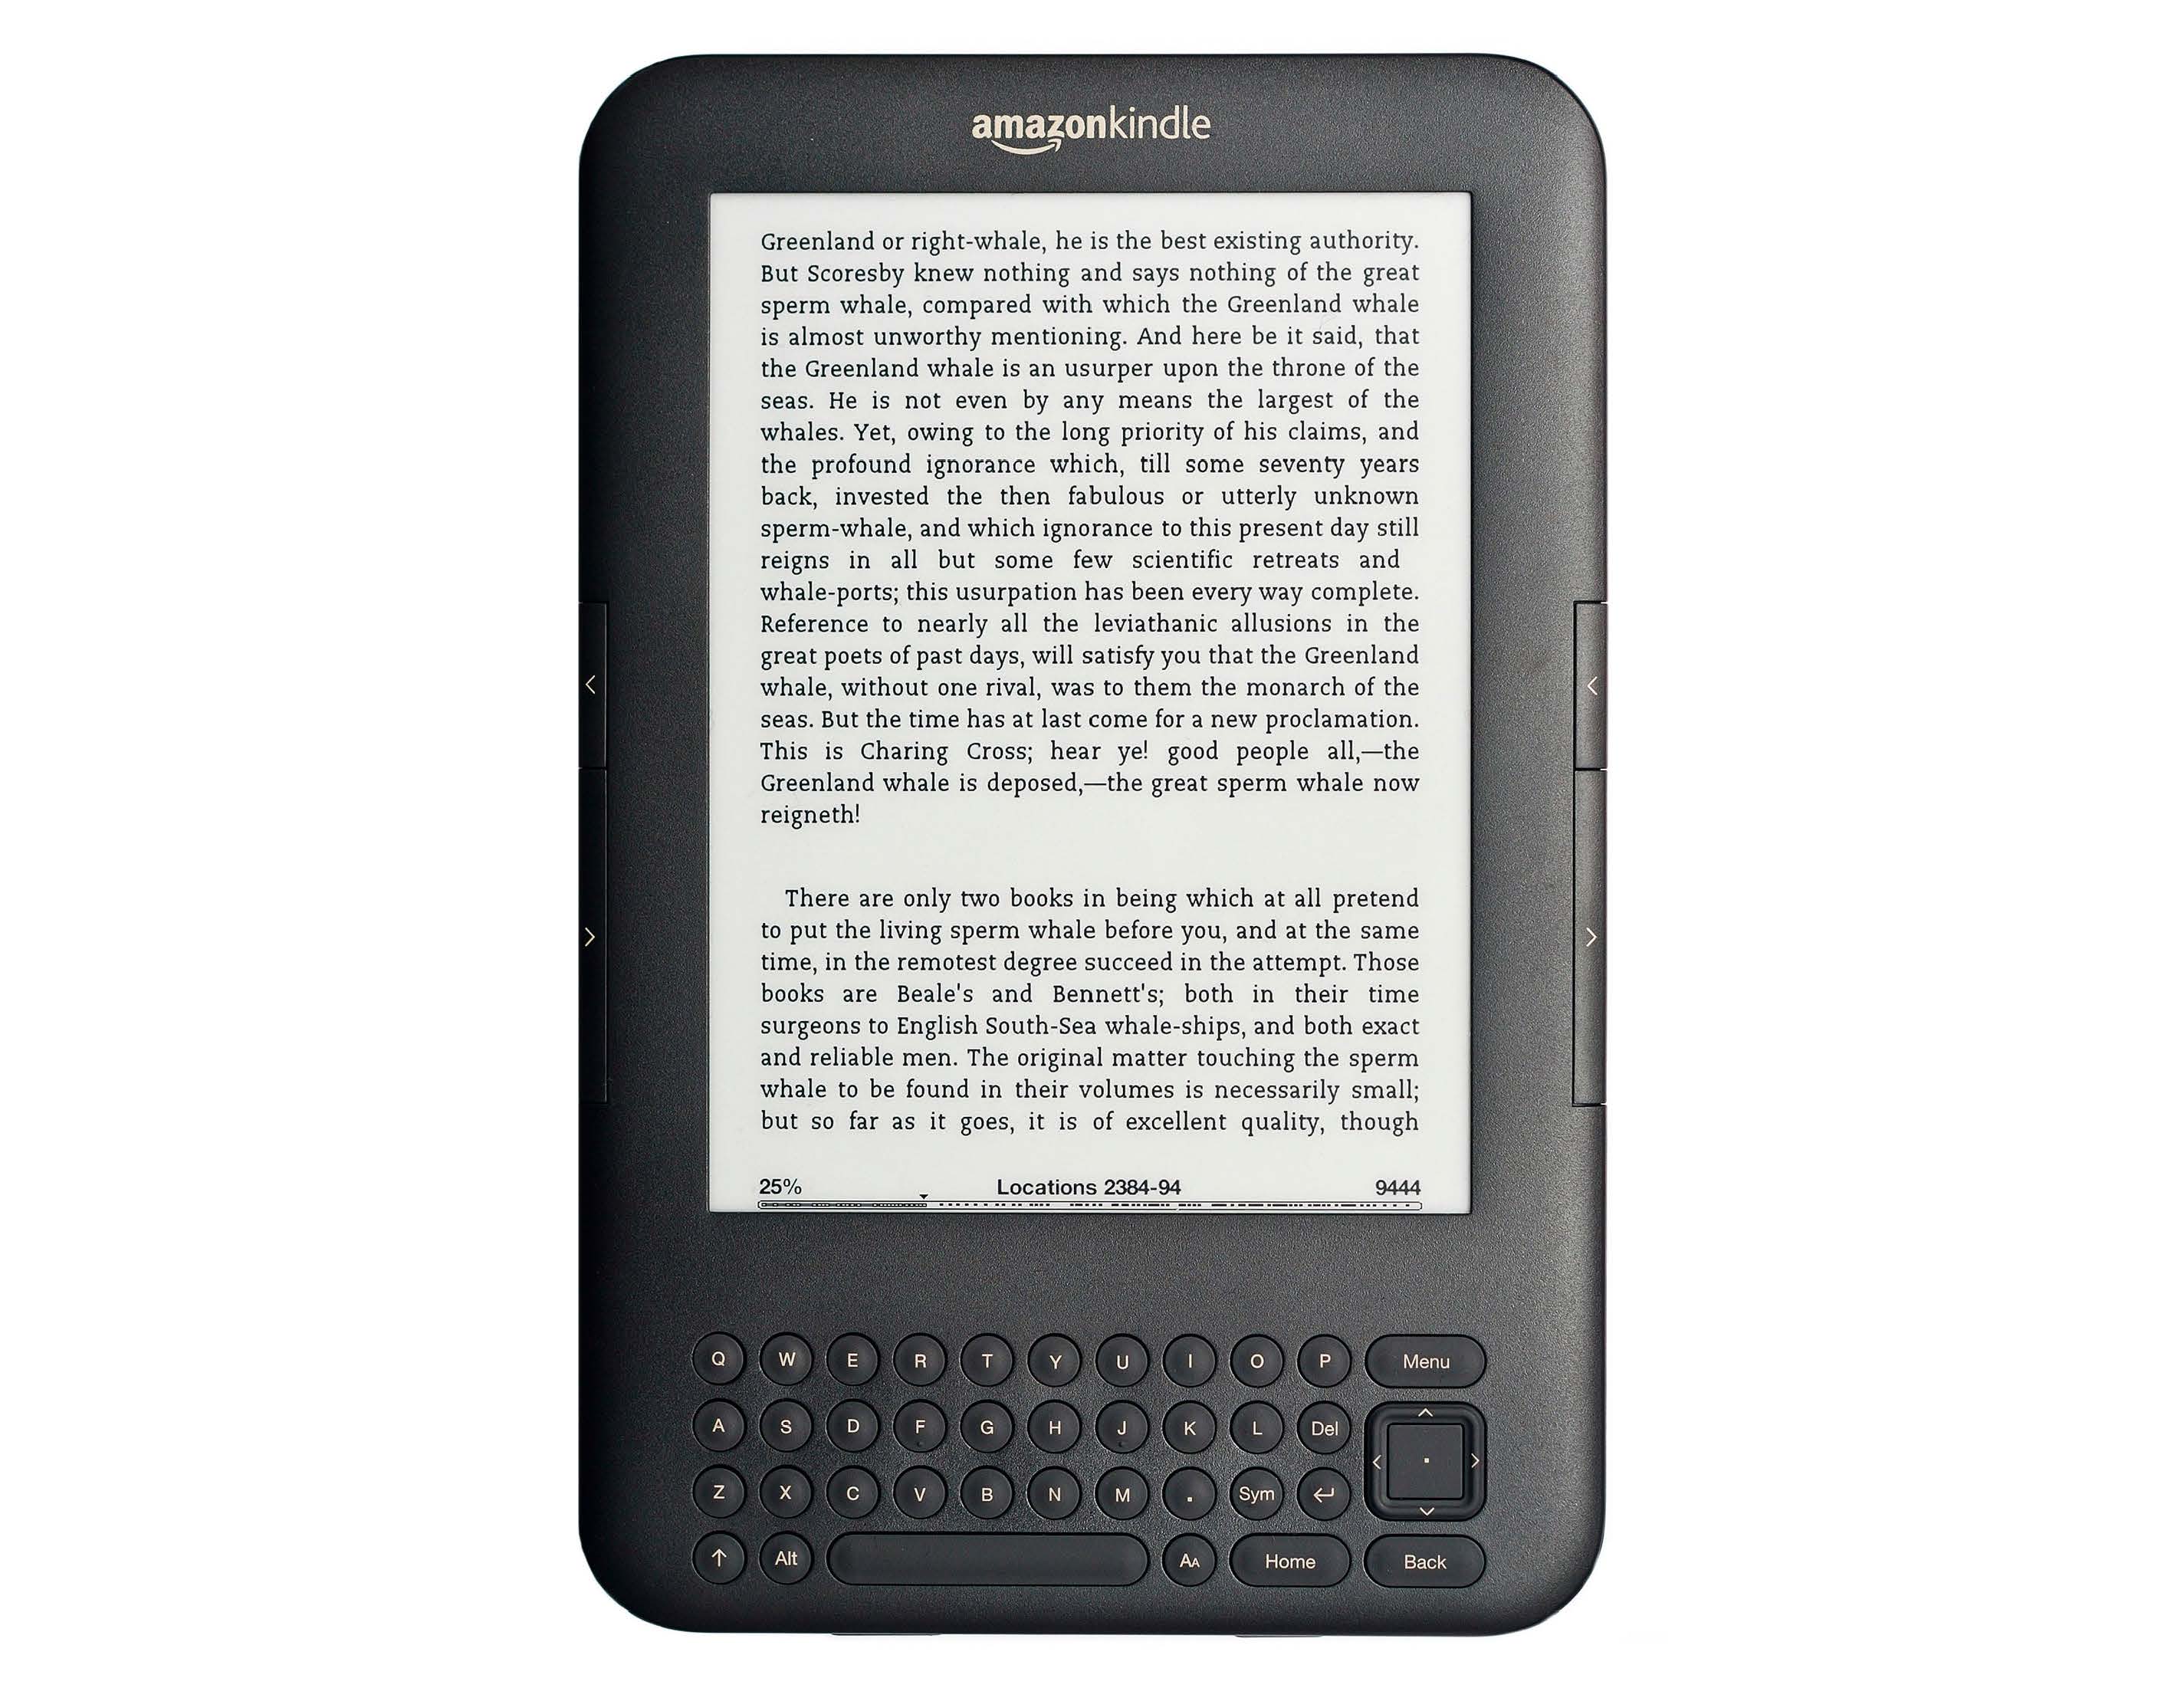 amazonkindle
Greenland or right-whale, he is the best existing authority.
But Scoresby knew nothing and says nothing of the great
sperm whale, compared with which the Greenland whale
is almost unworthy mentioning. And here be it said, that
the Greenland whale is an usurper upon the throne of the
seas. He is not even by any means the largest of the
whales. Yet, owing to the long priority of his claims, and
the profound ignorance which, till some seventy years
back, invested the then fabulous or utterly unknown
sperm-whale, and which ignorance to this present day still
reigns in all but some few scientific retreats and
whale-ports; this usurpation has been every way complete.
Reference to nearly all the leviathanic allusions in the
great poets of past days, will satisfy you that the Greenland
whale, without one rival, was to them the monarch of the
seas. But the time has at last come for a new proclamation.
This is Charing Cross; hear ye! good people all,—the
Greenland whale is deposed,—the great sperm whale now
reigneth!
There are only two books in being which at all pretend
to put the living sperm whale before you, and at the same
time, in the remotest degree succeed in the attempt. Those
books are Beale's and Bennett's; both in their time
surgeons to English South-Sea whale-ships, and both exact
and reliable men. The original matter touching the sperm
whale to be found in their volumes is necessarily small;
but so far as it goes, it is of excellent quality, though
25% Locations 2384-94 9444
Q W E R T Y U I O P Menu
A S D F G H J K L Del
Z X C V B N M . Sym ↵
↑ Alt AA Home Back